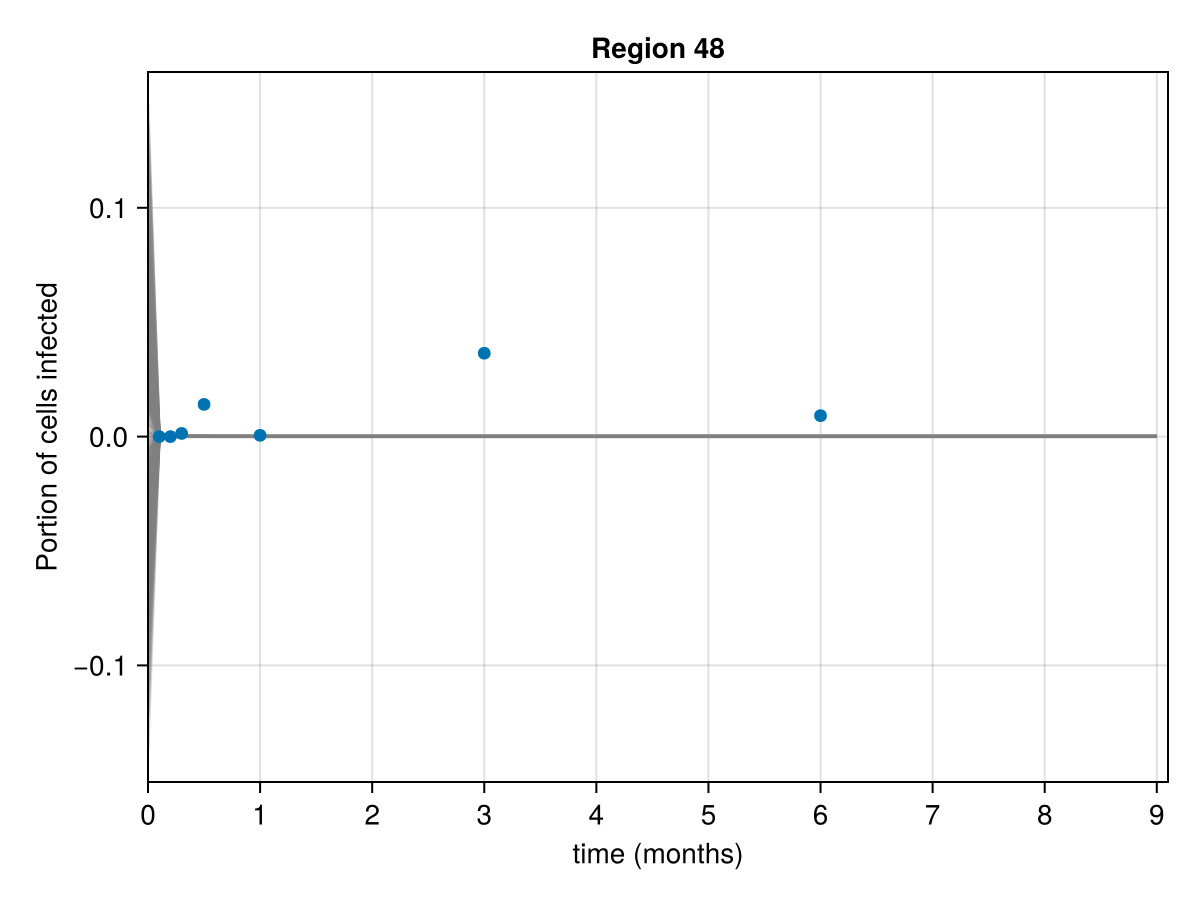 Region 48
Portion of cells infected
0.1
0.0
−0.1
0 1 2 3 4 5 6 7 8 9
time (months)